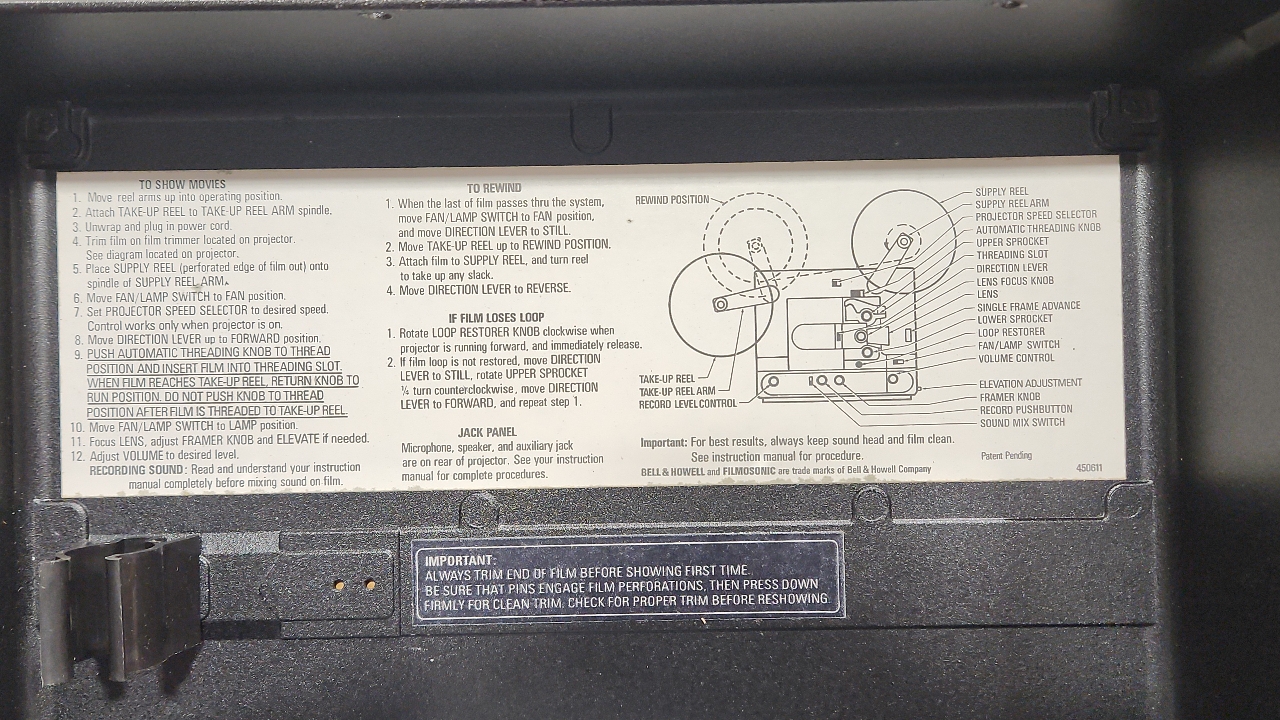 TO SHOW MOVIES
1. Move reel arms up into operating position.
2. Attach TAKE-UP REEL to TAKE-UP REEL ARM spindle.
3. Unwrap and plug in power cord.
4. Trim film on film trimmer located on projector.
See diagram located on projector.
5. Place SUPPLY REEL (perforated edge of film out) onto
spindle of SUPPLY REEL ARM.
6. Move FAN/LAMP SWITCH to FAN position.
7. Set PROJECTOR SPEED SELECTOR to desired speed.
Control works only when projector is on.
8. Move DIRECTION LEVER up to FORWARD position.
9. PUSH AUTOMATIC THREADING KNOB TO THREAD
POSITION AND INSERT FILM INTO THREADING SLOT.
WHEN FILM REACHES TAKE-UP REEL, RETURN KNOB TO
RUN POSITION. DO NOT PUSH KNOB TO THREAD
POSITION AFTER FILM IS THREADED TO TAKE-UP REEL.
10. Move FAN/LAMP SWITCH to LAMP position.
11. Focus LENS, adjust FRAMER KNOB and ELEVATE if needed.
12. Adjust VOLUME to desired level.
RECORDING SOUND: Read and understand your instruction
manual completely before mixing sound on film.
TO REWIND
1. When the last of film passes thru the system,
move FAN/LAMP SWITCH to FAN position,
and move DIRECTION LEVER to STILL.
2. Move TAKE-UP REEL up to REWIND POSITION.
3. Attach film to SUPPLY REEL, and turn reel
to take up any slack.
4. Move DIRECTION LEVER to REVERSE.
IF FILM LOSES LOOP
1. Rotate LOOP RESTORER KNOB clockwise when
projector is running forward, and immediately release.
2. If film loop is not restored, move DIRECTION
LEVER to STILL, rotate UPPER SPROCKET
¼ turn counterclockwise, move DIRECTION
LEVER to FORWARD, and repeat step 1.
JACK PANEL
Microphone, speaker, and auxiliary jack
are on rear of projector. See your instruction
manual for complete procedures.
REWIND POSITION
TAKE-UP REEL
TAKE-UP REEL ARM
RECORD LEVEL CONTROL
SUPPLY REEL
SUPPLY REEL ARM
PROJECTOR SPEED SELECTOR
AUTOMATIC THREADING KNOB
UPPER SPROCKET
THREADING SLOT
DIRECTION LEVER
LENS FOCUS KNOB
LENS
SINGLE FRAME ADVANCE
LOWER SPROCKET
LOOP RESTORER
FAN/LAMP SWITCH
VOLUME CONTROL
ELEVATION ADJUSTMENT
FRAMER KNOB
RECORD PUSHBUTTON
SOUND MIX SWITCH
Important: For best results, always keep sound head and film clean.
See instruction manual for procedure.
BELL & HOWELL and FILMOSONIC are trade marks of Bell & Howell Company
Patent Pending
450611
IMPORTANT:
ALWAYS TRIM END OF FILM BEFORE SHOWING FIRST TIME.
BE SURE THAT PINS ENGAGE FILM PERFORATIONS, THEN PRESS DOWN
FIRMLY FOR CLEAN TRIM. CHECK FOR PROPER TRIM BEFORE RESHOWING.